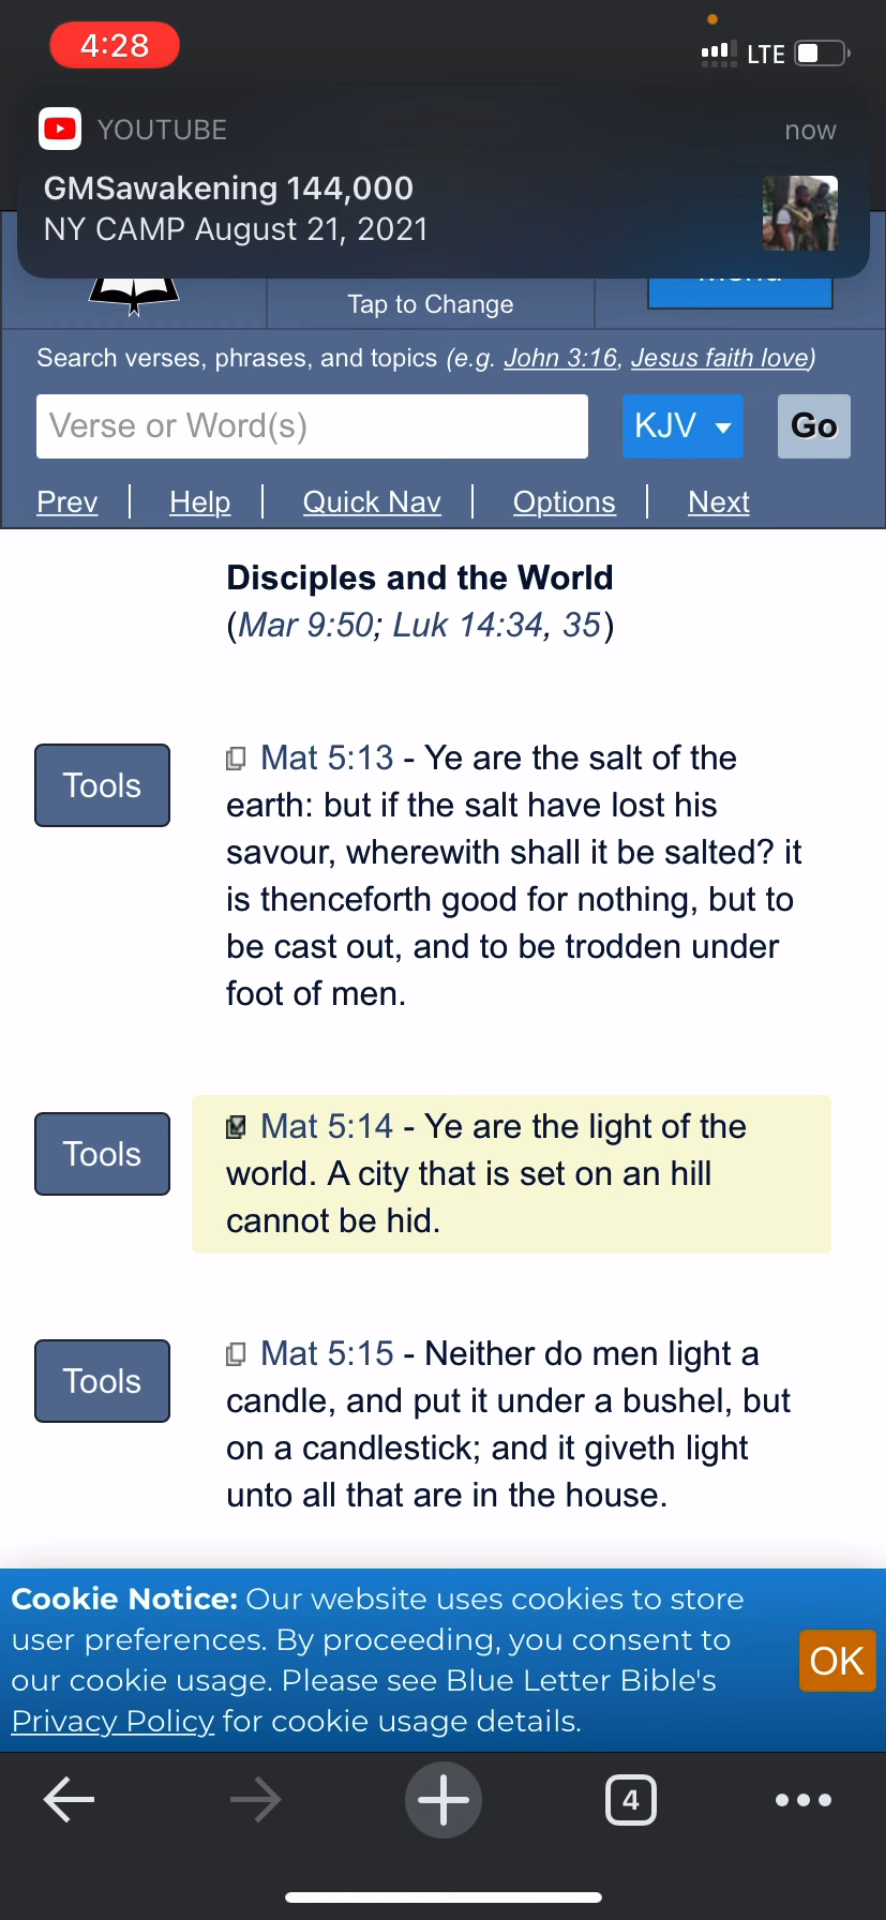 4:28
LTE
YOUTUBE
now
GMSawakening 144,000
NY CAMP August 21, 2021
Tap to Change
Search verses, phrases, and topics (e.g. John 3:16, Jesus faith love)
Verse or Word(s)
KJV
Go
Prev | Help | Quick Nav | Options | Next
Disciples and the World
(Mar 9:50; Luk 14:34, 35)
Tools
Mat 5:13 - Ye are the salt of the
earth: but if the salt have lost his
savour, wherewith shall it be salted? it
is thenceforth good for nothing, but to
be cast out, and to be trodden under
foot of men.
Tools
Mat 5:14 - Ye are the light of the
world. A city that is set on an hill
cannot be hid.
Tools
Mat 5:15 - Neither do men light a
candle, and put it under a bushel, but
on a candlestick; and it giveth light
unto all that are in the house.
Cookie Notice: Our website uses cookies to store
user preferences. By proceeding, you consent to
our cookie usage. Please see Blue Letter Bible's
Privacy Policy for cookie usage details.
OK
4